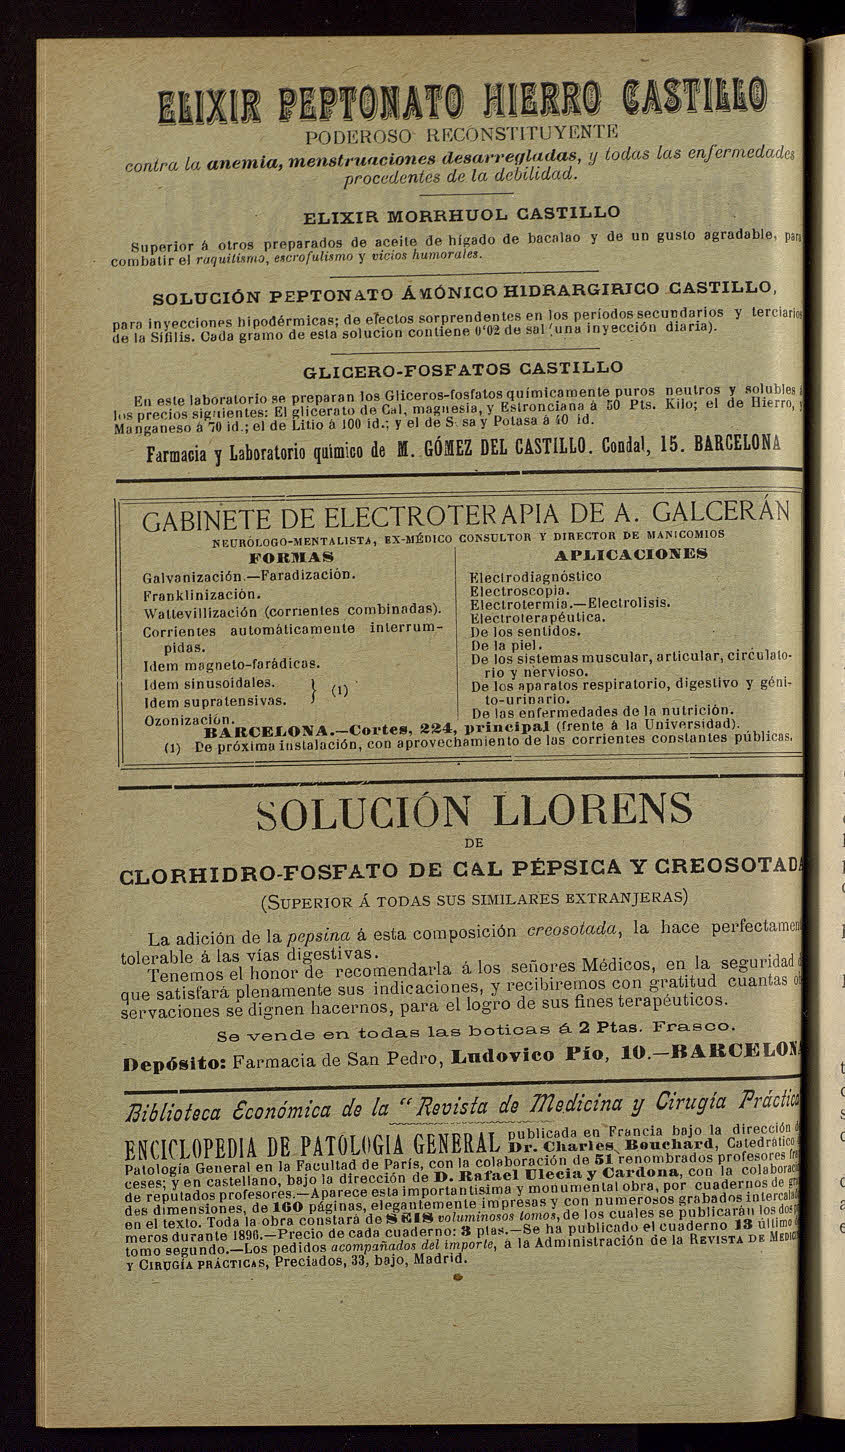 ELIXIR PEPTONATO HIERRO CASTILLO
PODEROSO RECONSTITUYENTE
contra la anemia, menstruaciones desarregladas, y todas las enfermedades
procedentes de la debilidad.
ELIXIR MORRHUOL CASTILLO
Superior á otros preparados de aceite de hígado de bacalao y de un gusto agradable, para
combatir el raquitismo, escrofulismo y vicios humorales.
SOLUCIÓN PEPTONATO ÁMÓNICO HIDRARGIRICO CASTILLO,
para inyecciones hipodérmicas; de efectos sorprendentes en los períodos secundarios y terciarios
de la Sífilis. Cada gramo de esta solucion contiene 0'02 de sal (una inyección diaria).
GLICERO-FOSFATOS CASTILLO
En este laboratorio se preparan los Gliceros-fosfatos químicamente puros neutros y solubles á
los precios siguientes: El glicerato de Cal, magnesia, y Estronciana á 50 Pts. Kilo; el de Hierro, y
Manganeso á 70 id.; el de Litio á 100 id.; y el de S sa y Potasa á 40 id.
Farmacia y Laboratorio químico de M. GÓMEZ DEL CASTILLO. Condal, 15. BARCELONA
GABINETE DE ELECTROTERAPIA DE A. GALCERÁN
NEURÓLOGO-MENTALISTA, EX-MÉDICO CONSULTOR Y DIRECTOR DE MANICOMIOS
FORMAS
Galvanización.—Faradización.
Franklinización.
Wattevillización (corrientes combinadas).
Corrientes automáticamente interrum-
pidas.
Idem magneto-farádicas.
Idem sinusoidales.
Idem supratensivas. } (1)
Ozonización.
APLICACIONES
Electrodiagnóstico
Electroscopia.
Electrotermia.—Electrolisis.
Electroterapéutica.
De los sentidos.
De la piel.
De los sistemas muscular, articular, circulato-
rio y nervioso.
De los aparatos respiratorio, digestivo y géni-
to-urinario.
De las enfermedades de la nutrición.
BARCELONA.—Cortes, 224, principal (frente á la Universidad).
(1) De próxima instalación, con aprovechamiento de las corrientes constantes públicas.
SOLUCIÓN LLORENS
DE
CLORHIDRO-FOSFATO DE CAL PÉPSICA Y CREOSOTADA
(SUPERIOR Á TODAS SUS SIMILARES EXTRANJERAS)
La adición de la pepsina á esta composición creosotada, la hace perfectamen
tolerable á las vías digestivas.
Tenemos el honor de recomendarla á los señores Médicos, en la seguridad d
que satisfará plenamente sus indicaciones, y recibiremos con gratitud cuantas ob
servaciones se dignen hacernos, para el logro de sus fines terapéuticos.
Se vende en todas las boticas á 2 Ptas. Frasco.
Depósito: Farmacia de San Pedro, Ludovico Pío, 10.—BARCELONA
Biblioteca Económica de la "Revista de Medicina y Cirugía Práctica
ENCICLOPEDIA DE PATOLOGIA GENERAL publicada en Francia bajo la dirección d
Dr. Charles Bouchard, Catedrático d
Patología General en la Facultad de París, con la colaboración de 51 renombrados profesores fran
ceses; y en castellano, bajo la dirección de D. Rafael Ulecia y Cardona, con la colaboració
de reputados profesores.—Aparece esta importantísima y monumental obra, por cuadernos de gran
des dimensiones, de 160 páginas, elegantemente impresas y con numerosos grabados intercalado
en el texto. Toda la obra constará de SEIS voluminosos tomos, de los cuales se publicarán los dos p
meros durante 1896.—Precio de cada cuaderno: 3 ptas.—Se ha publicado el cuaderno 13 último d
tomo segundo.—Los pedidos acompañados del importe, á la Administración de la REVISTA DE MEDIC
Y CIRUGÍA PRÁCTICAS, Preciados, 33, bajo, Madrid.